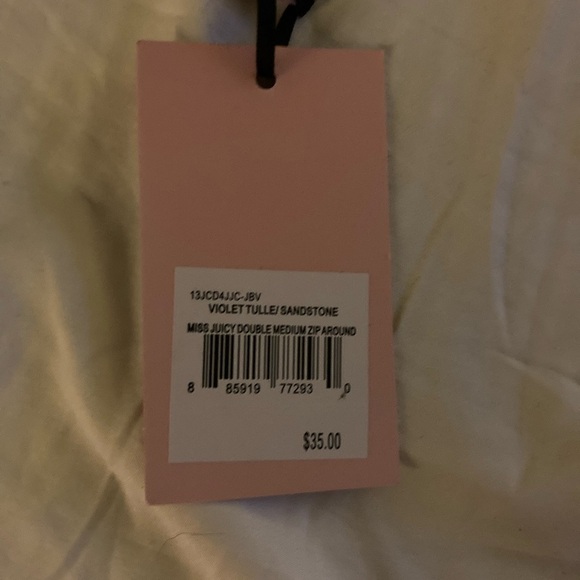 13JCD4JJC-JBV
VIOLET TULLE/ SANDSTONE
MISS JUICY DOUBLE MEDIUM ZIP AROUND
8 85919 77293 0
$35.00